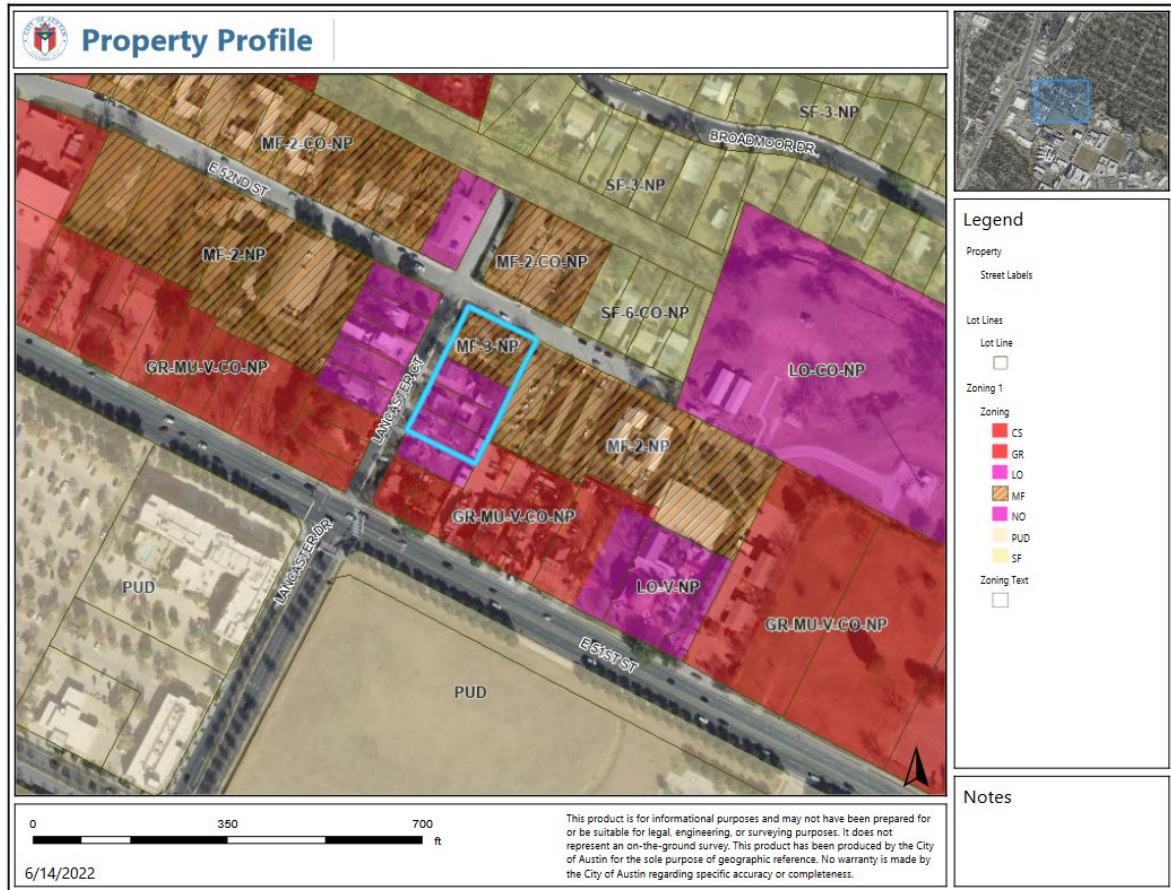 Property Profile
SF-3-NP
BROADMOOR DR
MF-2-CO-NP
E 52ND ST
SF-3-NP
MF-2-NP
MF-2-CO-NP
SF-6-CO-NP
MF-3-NP
LO-CO-NP
GR-MU-V-CO-NP
LANCASTER CT
MF-2-NP
GR-MU-V-CO-NP
LANCASTER DR
PUD
LO-V-NP
GR-MU-V-CO-NP
E 51ST ST
PUD
Legend
Property
Street Labels
Lot Lines
Lot Line
Zoning 1
Zoning
CS
GR
LO
MF
NO
PUD
SF
Zoning Text
Notes
0 350 700
ft
6/14/2022
This product is for informational purposes and may not have been prepared for
or be suitable for legal, engineering, or surveying purposes. It does not
represent an on-the-ground survey. This product has been produced by the City
of Austin for the sole purpose of geographic reference. No warranty is made by
the City of Austin regarding specific accuracy or completeness.